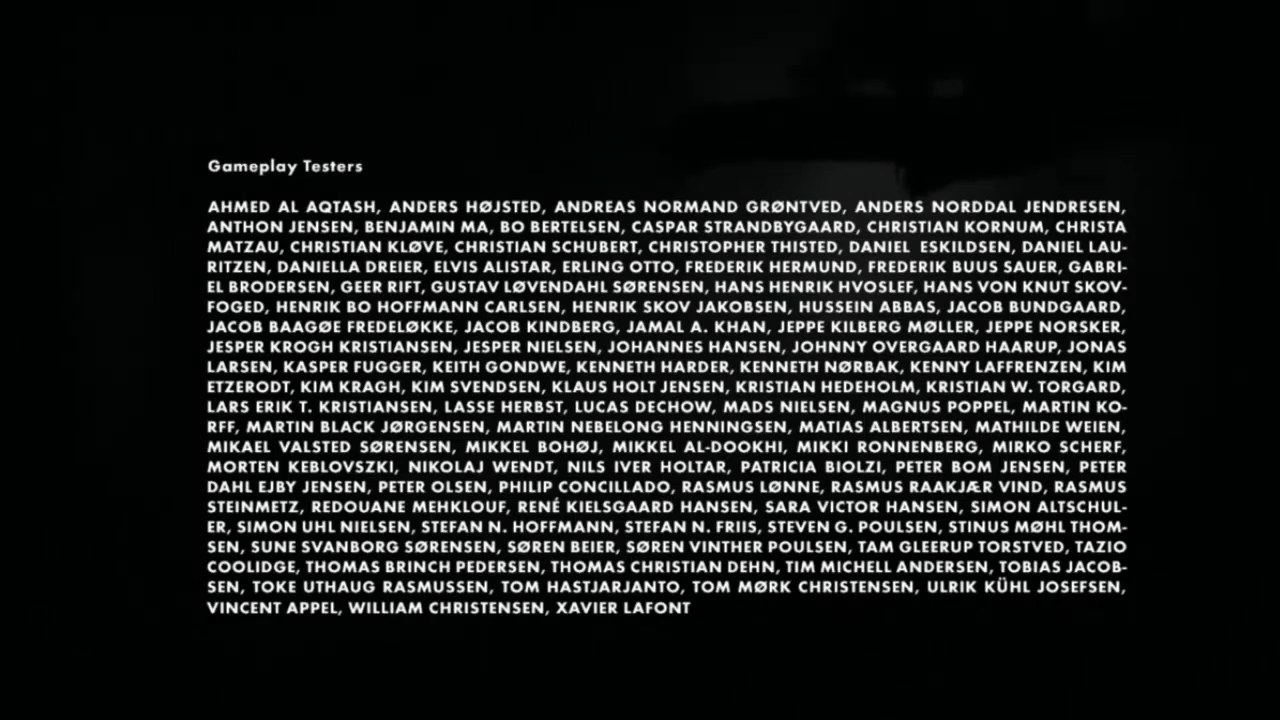 Gameplay Testers
AHMED AL AQTASH, ANDERS HØJSTED, ANDREAS NORMAND GRØNTVED, ANDERS NORDDAL JENDRESEN,
ANTHON JENSEN, BENJAMIN MA, BO BERTELSEN, CASPAR STRANDBYGAARD, CHRISTIAN KORNUM, CHRISTA
MATZAU, CHRISTIAN KLØVE, CHRISTIAN SCHUBERT, CHRISTOPHER THISTED, DANIEL ESKILDSEN, DANIEL LAU-
RITZEN, DANIELLA DREIER, ELVIS ALISTAR, ERLING OTTO, FREDERIK HERMUND, FREDERIK BUUS SAUER, GABRI-
EL BRODERSEN, GEER RIFT, GUSTAV LØVENDAHL SØRENSEN, HANS HENRIK HVOSLEF, HANS VON KNUT SKOV-
FOGED, HENRIK BO HOFFMANN CARLSEN, HENRIK SKOV JAKOBSEN, HUSSEIN ABBAS, JACOB BUNDGAARD,
JACOB BAAGØE FREDELØKKE, JACOB KINDBERG, JAMAL A. KHAN, JEPPE KILBERG MØLLER, JEPPE NORSKER,
JESPER KROGH KRISTIANSEN, JESPER NIELSEN, JOHANNES HANSEN, JOHNNY OVERGAARD HAARUP, JONAS
LARSEN, KASPER FUGGER, KEITH GONDWE, KENNETH HARDER, KENNETH NØRBAK, KENNY LAFFRENZEN, KIM
ETZERODT, KIM KRAGH, KIM SVENDSEN, KLAUS HOLT JENSEN, KRISTIAN HEDEHOLM, KRISTIAN W. TORGARD,
LARS ERIK T. KRISTIANSEN, LASSE HERBST, LUCAS DECHOW, MADS NIELSEN, MAGNUS POPPEL, MARTIN KO-
RFF, MARTIN BLACK JØRGENSEN, MARTIN NEBELONG HENNINGSEN, MATIAS ALBERTSEN, MATHILDE WEIEN,
MIKAEL VALSTED SØRENSEN, MIKKEL BOHØJ, MIKKEL AL-DOOKHI, MIKKI RONNENBERG, MIRKO SCHERF,
MORTEN KEBLOVSZKI, NIKOLAJ WENDT, NILS IVER HOLTAR, PATRICIA BIOLZI, PETER BOM JENSEN, PETER
DAHL EJBY JENSEN, PETER OLSEN, PHILIP CONCILLADO, RASMUS LØNNE, RASMUS RAAKJÆR VIND, RASMUS
STEINMETZ, REDOUANE MEHKLOUF, RENÉ KIELSGAARD HANSEN, SARA VICTOR HANSEN, SIMON ALTSCHUL-
ER, SIMON UHL NIELSEN, STEFAN N. HOFFMANN, STEFAN N. FRIIS, STEVEN G. POULSEN, STINUS MØHL THOM-
SEN, SUNE SVANBORG SØRENSEN, SØREN BEIER, SØREN VINTHER POULSEN, TAM GLEERUP TORSTVED, TAZIO
COOLIDGE, THOMAS BRINCH PEDERSEN, THOMAS CHRISTIAN DEHN, TIM MICHELL ANDERSEN, TOBIAS JACOB-
SEN, TOKE UTHAUG RASMUSSEN, TOM HASTJARJANTO, TOM MØRK CHRISTENSEN, ULRIK KÜHL JOSEFSEN,
VINCENT APPEL, WILLIAM CHRISTENSEN, XAVIER LAFONT